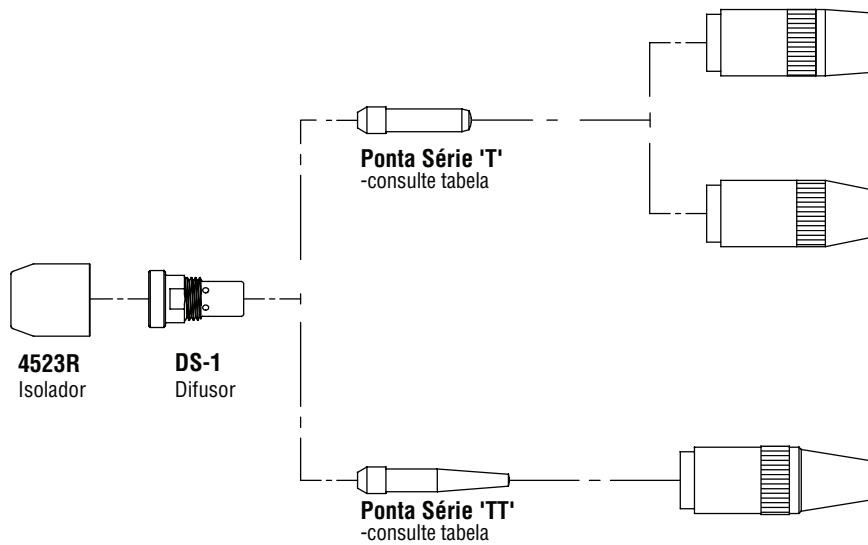 Ponta Série 'T'
-consulte tabela
4523R
Isolador
DS-1
Difusor
Ponta Série 'TT'
-consulte tabela